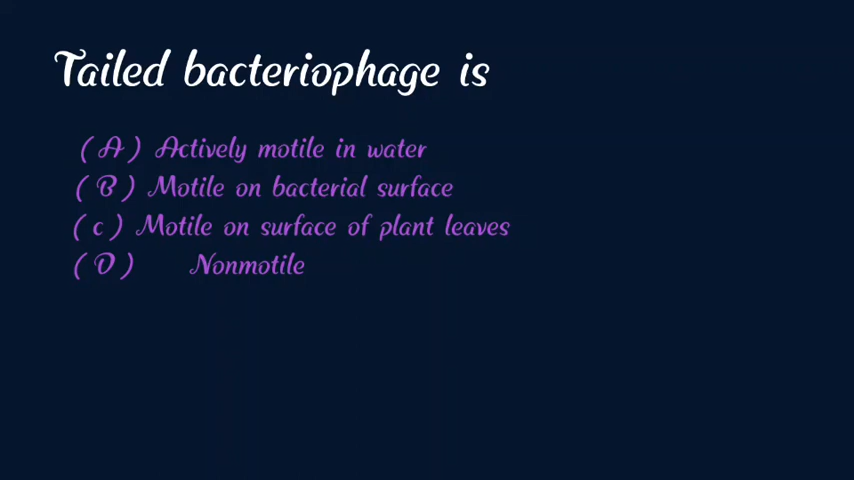 Tailed bacteriophage is
(A) Actively motile in water
(B) Motile on bacterial surface
(c) Motile on surface of plant leaves
(D) Nonmotile